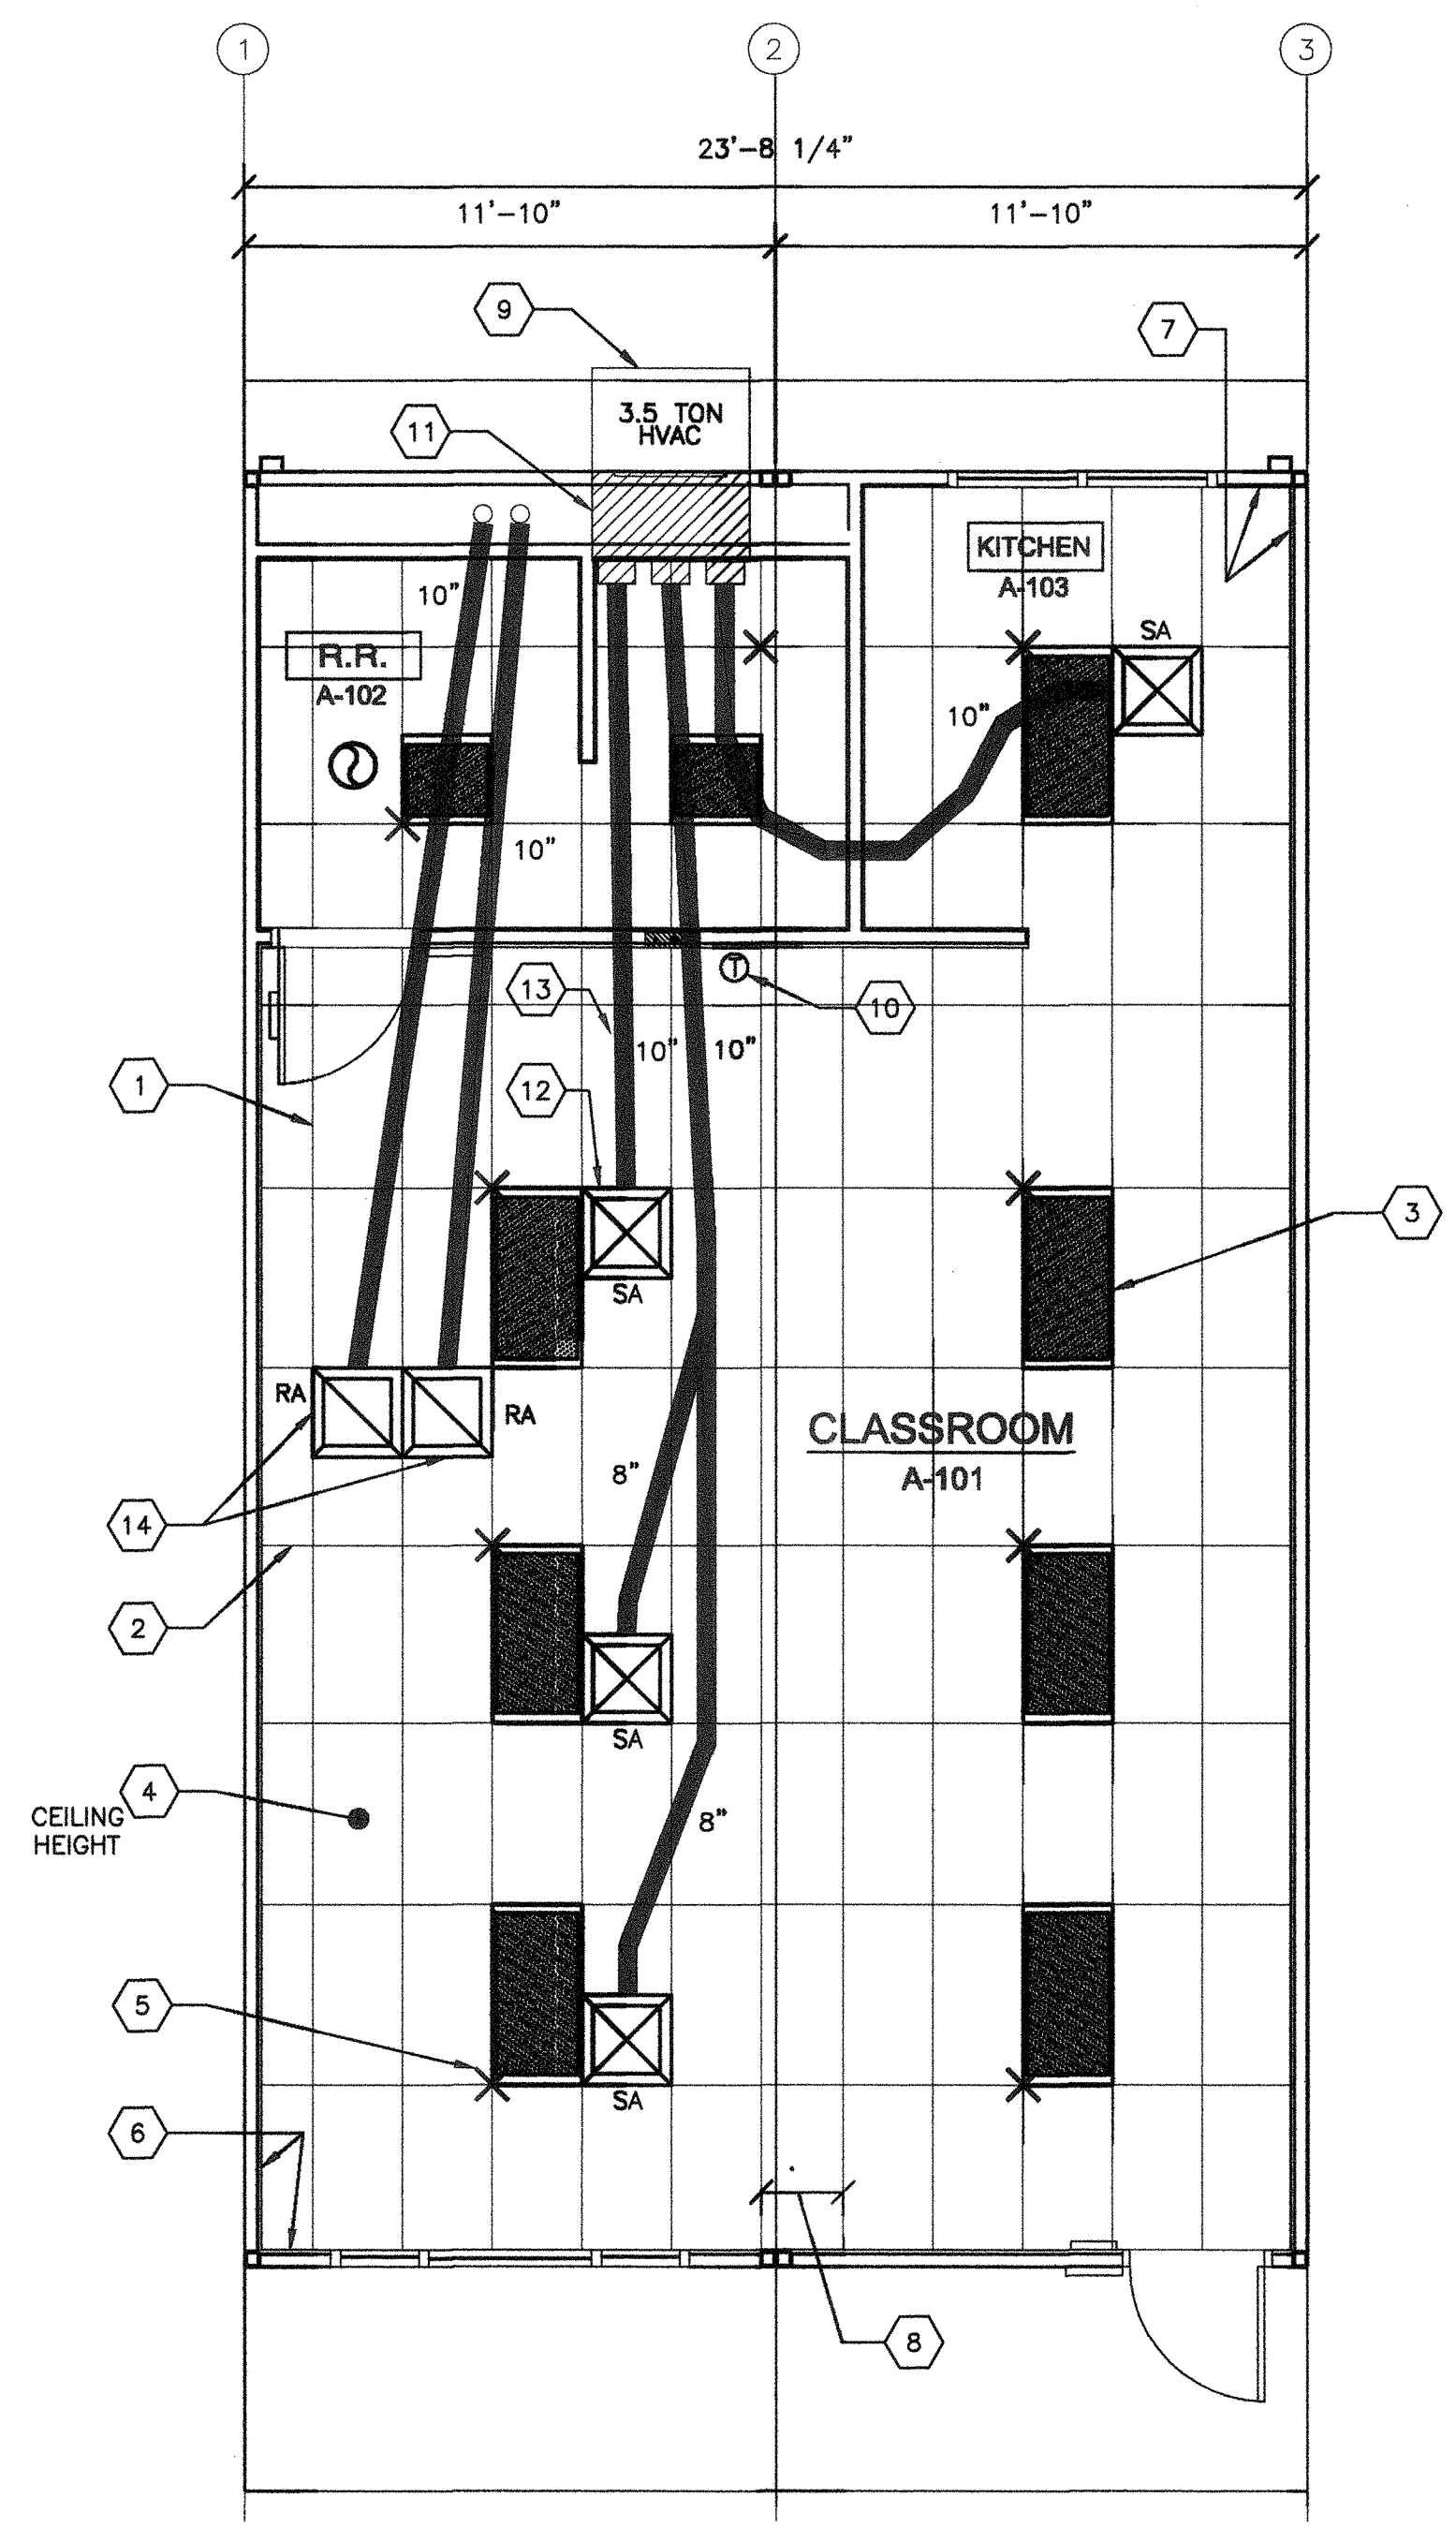 1
2
3
23'-8 1/4"
11'-10"
11'-10"
9
7
3.5 TON
HVAC
11
KITCHEN
A-103
10"
R.R.
A-102
SA
10"
10"
13
10
10"
10"
1
12
3
SA
RA
RA
CLASSROOM
A-101
8"
14
2
SA
4
CEILING
HEIGHT
8"
5
SA
6
8
T